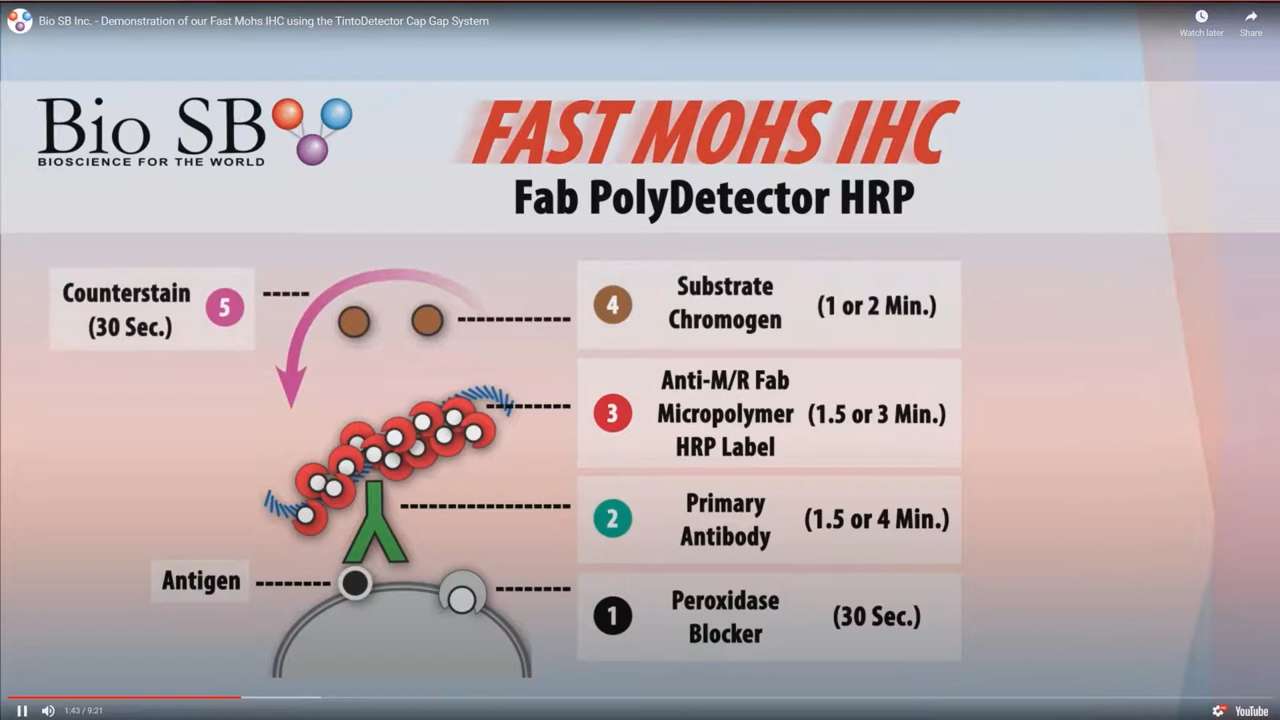 Bio SB Inc. - Demonstration of our Fast Mohs IHC using the TintoDetector Cap Gap System
Watch later
Share
Bio SB
BIOSCIENCE FOR THE WORLD
FAST MOHS IHC
Fab PolyDetector HRP
Counterstain
(30 Sec.)
5
4
Substrate
Chromogen
(1 or 2 Min.)
3
Anti-M/R Fab
Micropolymer
HRP Label
(1.5 or 3 Min.)
2
Primary
Antibody
(1.5 or 4 Min.)
Antigen
1
Peroxidase
Blocker
(30 Sec.)
1:43 / 9:21
YouTube